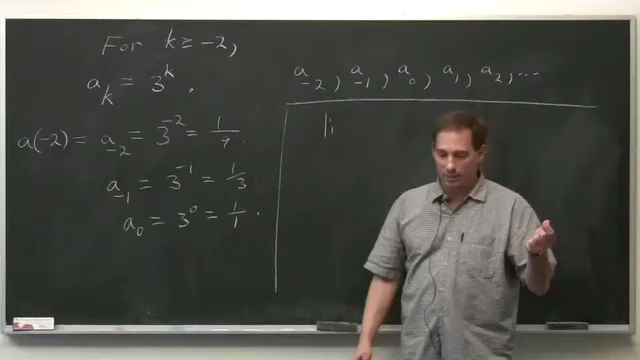 For k ≥ -2,
a_k = 3^k.
a(-2) = a_{-2} = 3^{-2} = 1/9.
a_{-1} = 3^{-1} = 1/3.
a_0 = 3^0 = 1/1.
a_{-2}, a_{-1}, a_0, a_1, a_2, ...
li